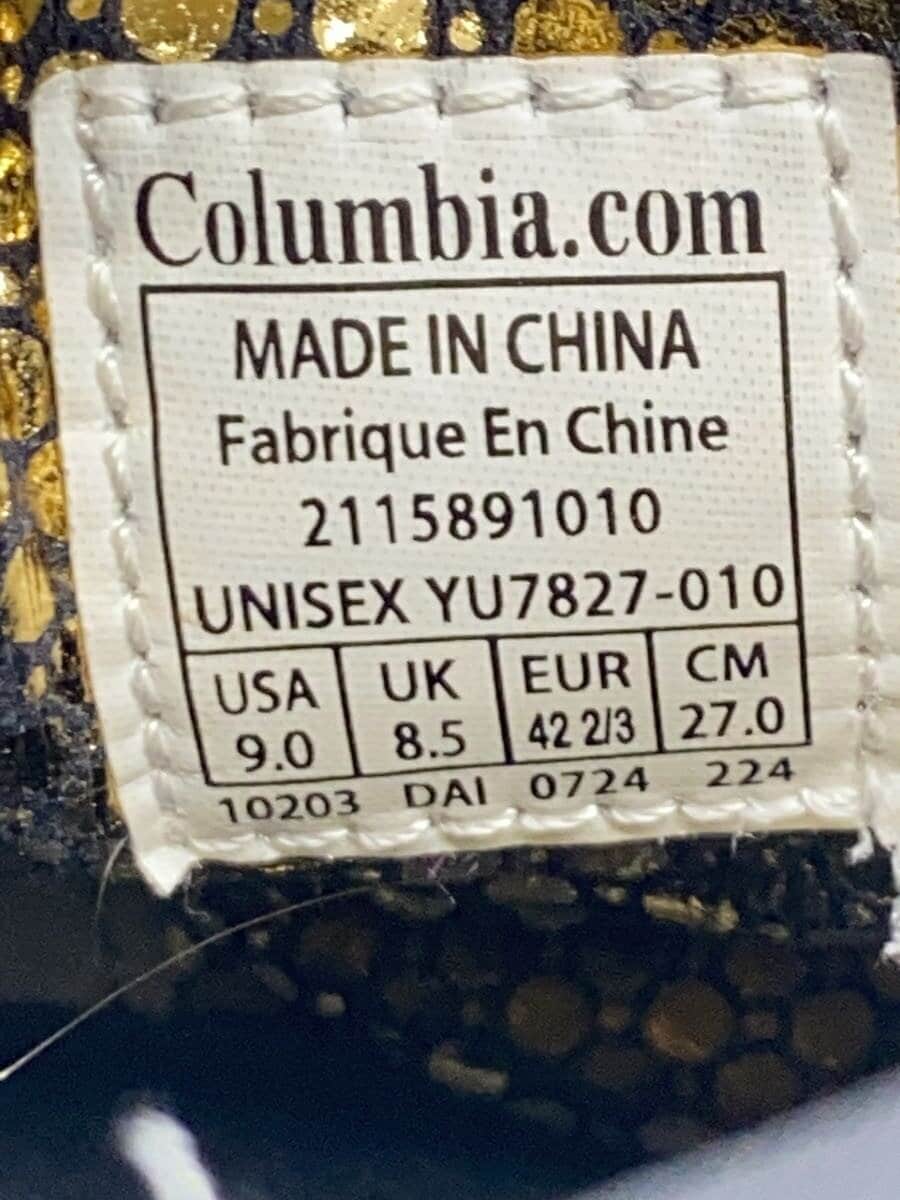 Columbia.com
MADE IN CHINA
Fabrique En Chine
2115891010
UNISEX YU7827-010
USA UK EUR CM
9.0 8.5 42 2/3 27.0
10203 DAI 0724 224